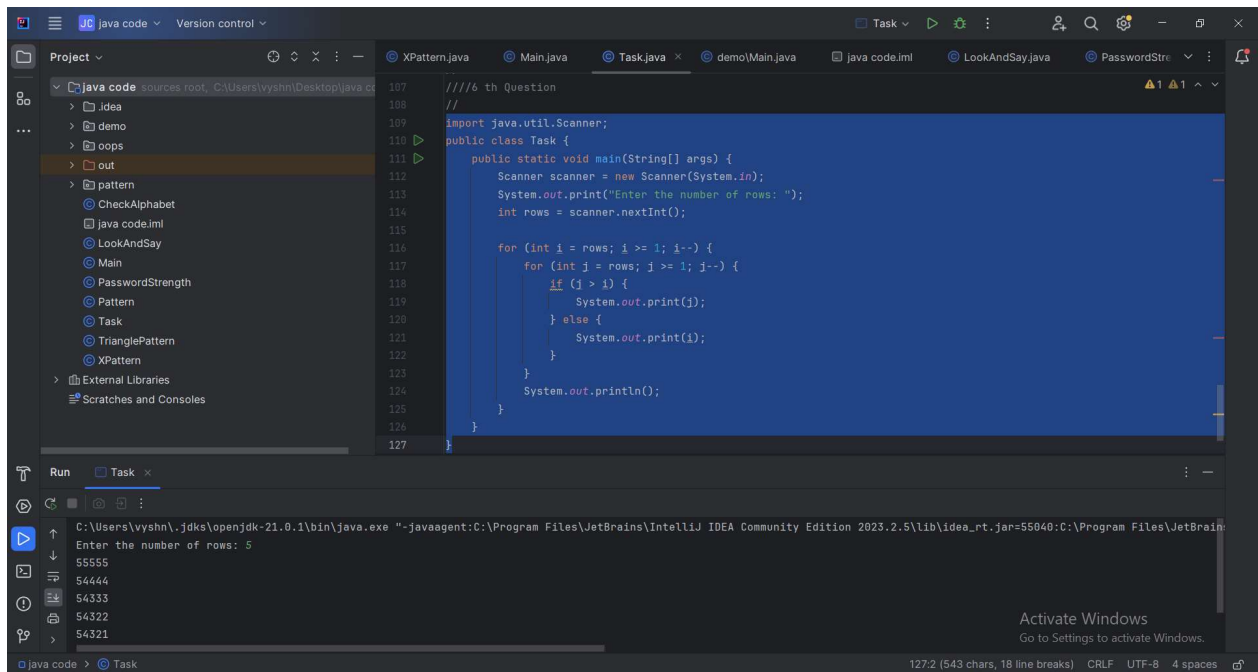 JC java code Version control Task
Project
XPattern.java Main.java Task.java demo\Main.java java code.iml LookAndSay.java PasswordStre
java code sources root, C:\Users\vyshn\Desktop\java co
.idea
demo
oops
out
pattern
CheckAlphabet
java code.iml
LookAndSay
Main
PasswordStrength
Pattern
Task
TrianglePattern
XPattern
External Libraries
Scratches and Consoles
1 1
107 ////6 th Question
108 //
109 import java.util.Scanner;
110 public class Task {
111 public static void main(String[] args) {
112 Scanner scanner = new Scanner(System.in);
113 System.out.print("Enter the number of rows: ");
114 int rows = scanner.nextInt();
115
116 for (int i = rows; i >= 1; i--) {
117 for (int j = rows; j >= 1; j--) {
118 if (j > i) {
119 System.out.print(j);
120 } else {
121 System.out.print(i);
122 }
123 }
124 System.out.println();
125 }
126 }
127 }
Run Task
C:\Users\vyshn\.jdks\openjdk-21.0.1\bin\java.exe "-javaagent:C:\Program Files\JetBrains\IntelliJ IDEA Community Edition 2023.2.5\lib\idea_rt.jar=55040:C:\Program Files\JetBrain
Enter the number of rows: 5
55555
54444
54333
54322
54321
Activate Windows
Go to Settings to activate Windows.
java code > Task 127:2 (543 chars, 18 line breaks) CRLF UTF-8 4 spaces